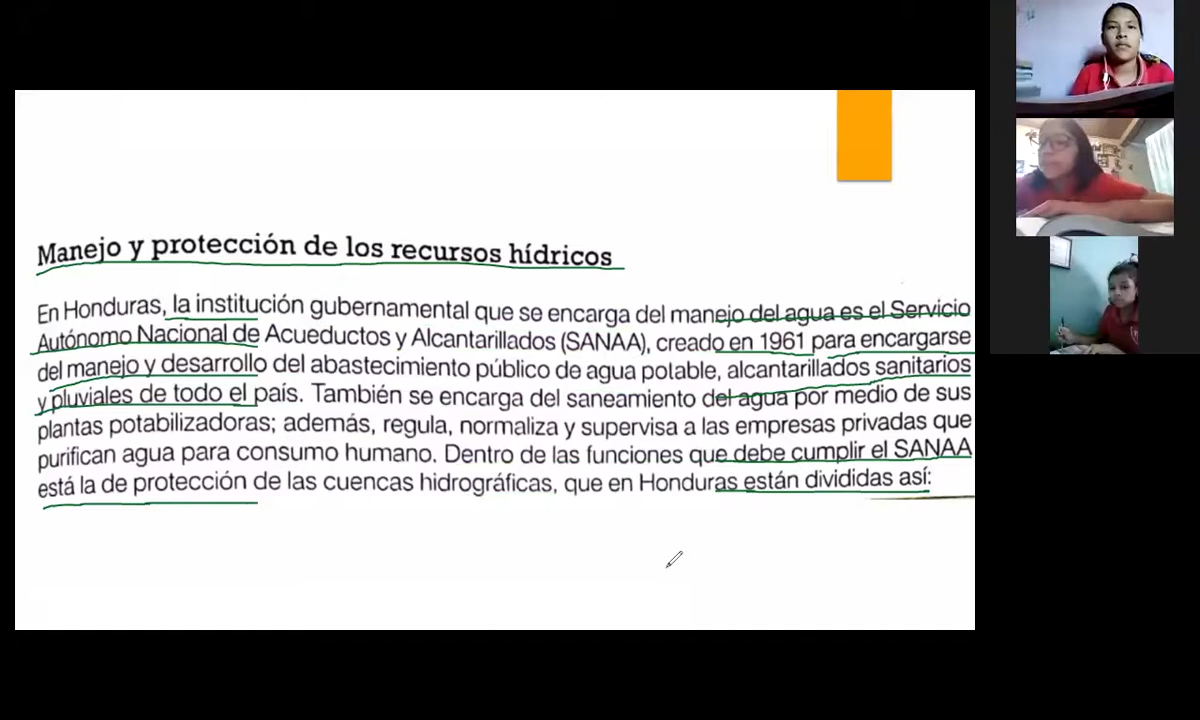 Manejo y protección de los recursos hídricos
En Honduras, la institución gubernamental que se encarga del manejo del agua es el Servicio
Autónomo Nacional de Acueductos y Alcantarillados (SANAA), creado en 1961 para encargarse
del manejo y desarrollo del abastecimiento público de agua potable, alcantarillados sanitarios
y pluviales de todo el país. También se encarga del saneamiento del agua por medio de sus
plantas potabilizadoras; además, regula, normaliza y supervisa a las empresas privadas que
purifican agua para consumo humano. Dentro de las funciones que debe cumplir el SANAA
está la de protección de las cuencas hidrográficas, que en Honduras están divididas así: